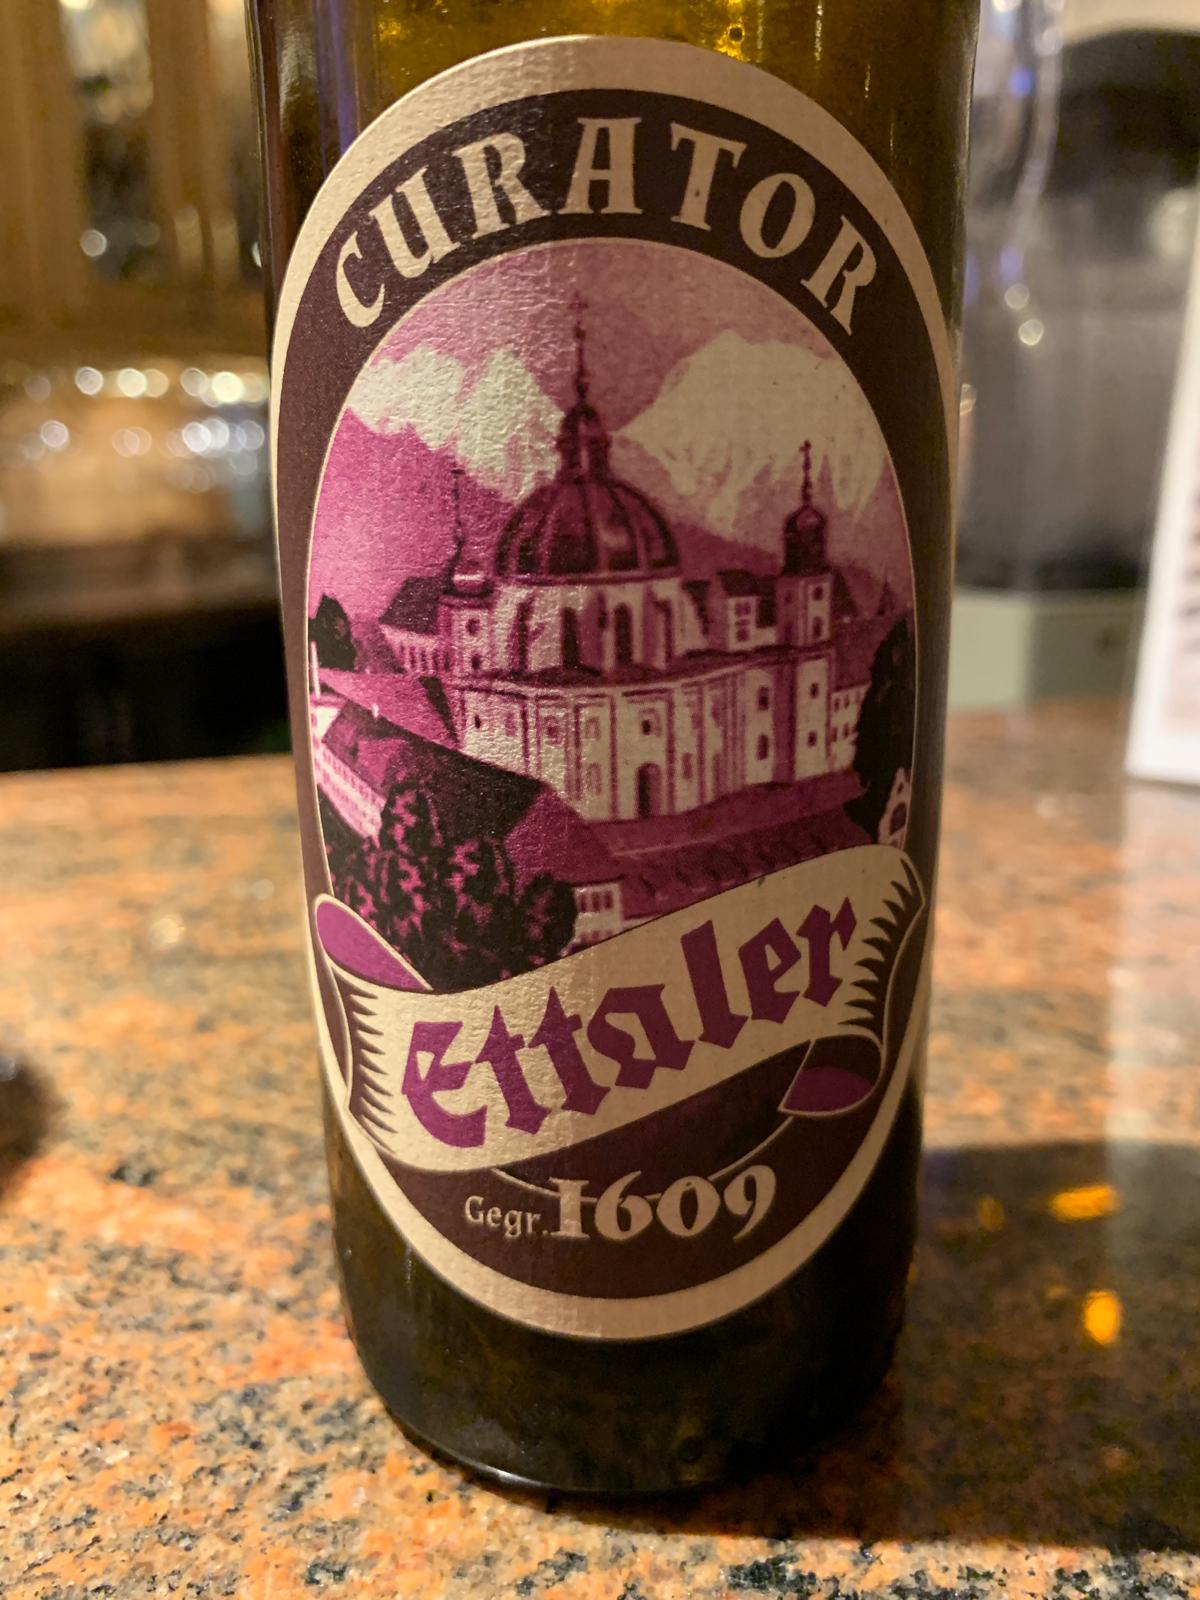 CURATOR
Ettaler
Gegr. 1609